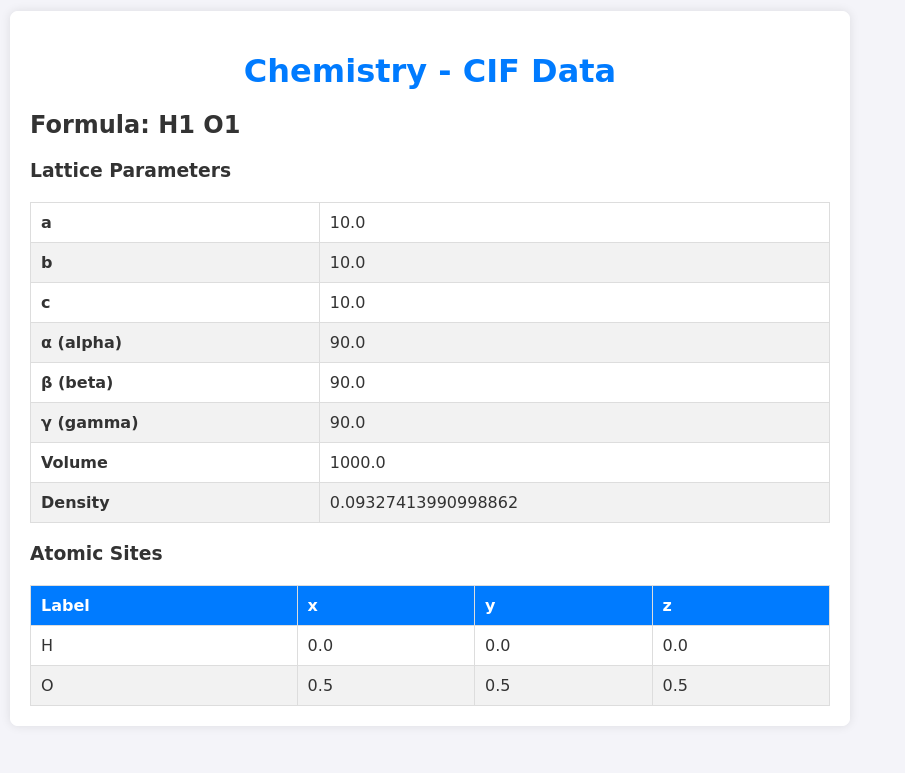 Chemistry - CIF Data
Formula: H1 O1
Lattice Parameters
a 10.0
b 10.0
c 10.0
α (alpha) 90.0
β (beta) 90.0
γ (gamma) 90.0
Volume 1000.0
Density 0.09327413990998862
Atomic Sites
Label x y z
H 0.0 0.0 0.0
O 0.5 0.5 0.5